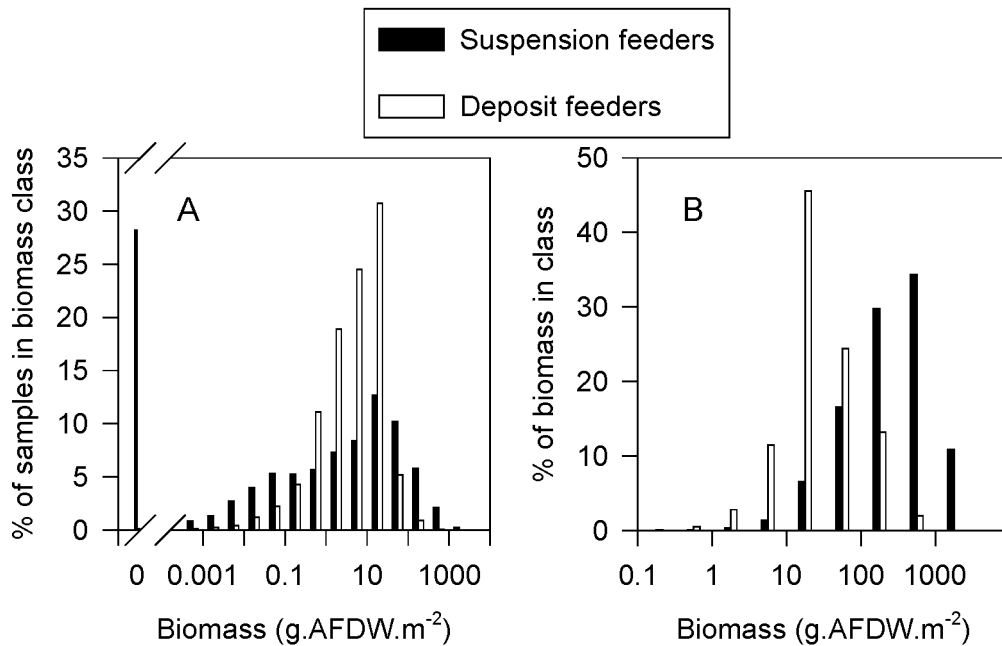 Suspension feeders
Deposit feeders
% of samples in biomass class
35
30
25
20
15
10
5
0
A
0 0.001 0.1 10 1000
Biomass (g.AFDW.m-2)
% of biomass in class
50
40
30
20
10
0
B
0.1 1 10 100 1000
Biomass (g.AFDW.m-2)